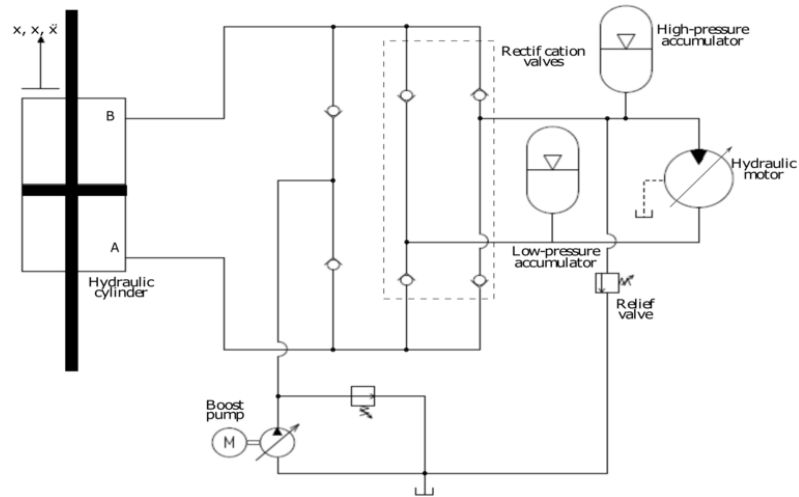 x, x, ẍ
High-pressure
accumulator
Rectif cation
valves
B
Hydraulic
motor
A
Low-pressure
accumulator
Hydraulic
cylinder
Relief
valve
Boost
pump
M